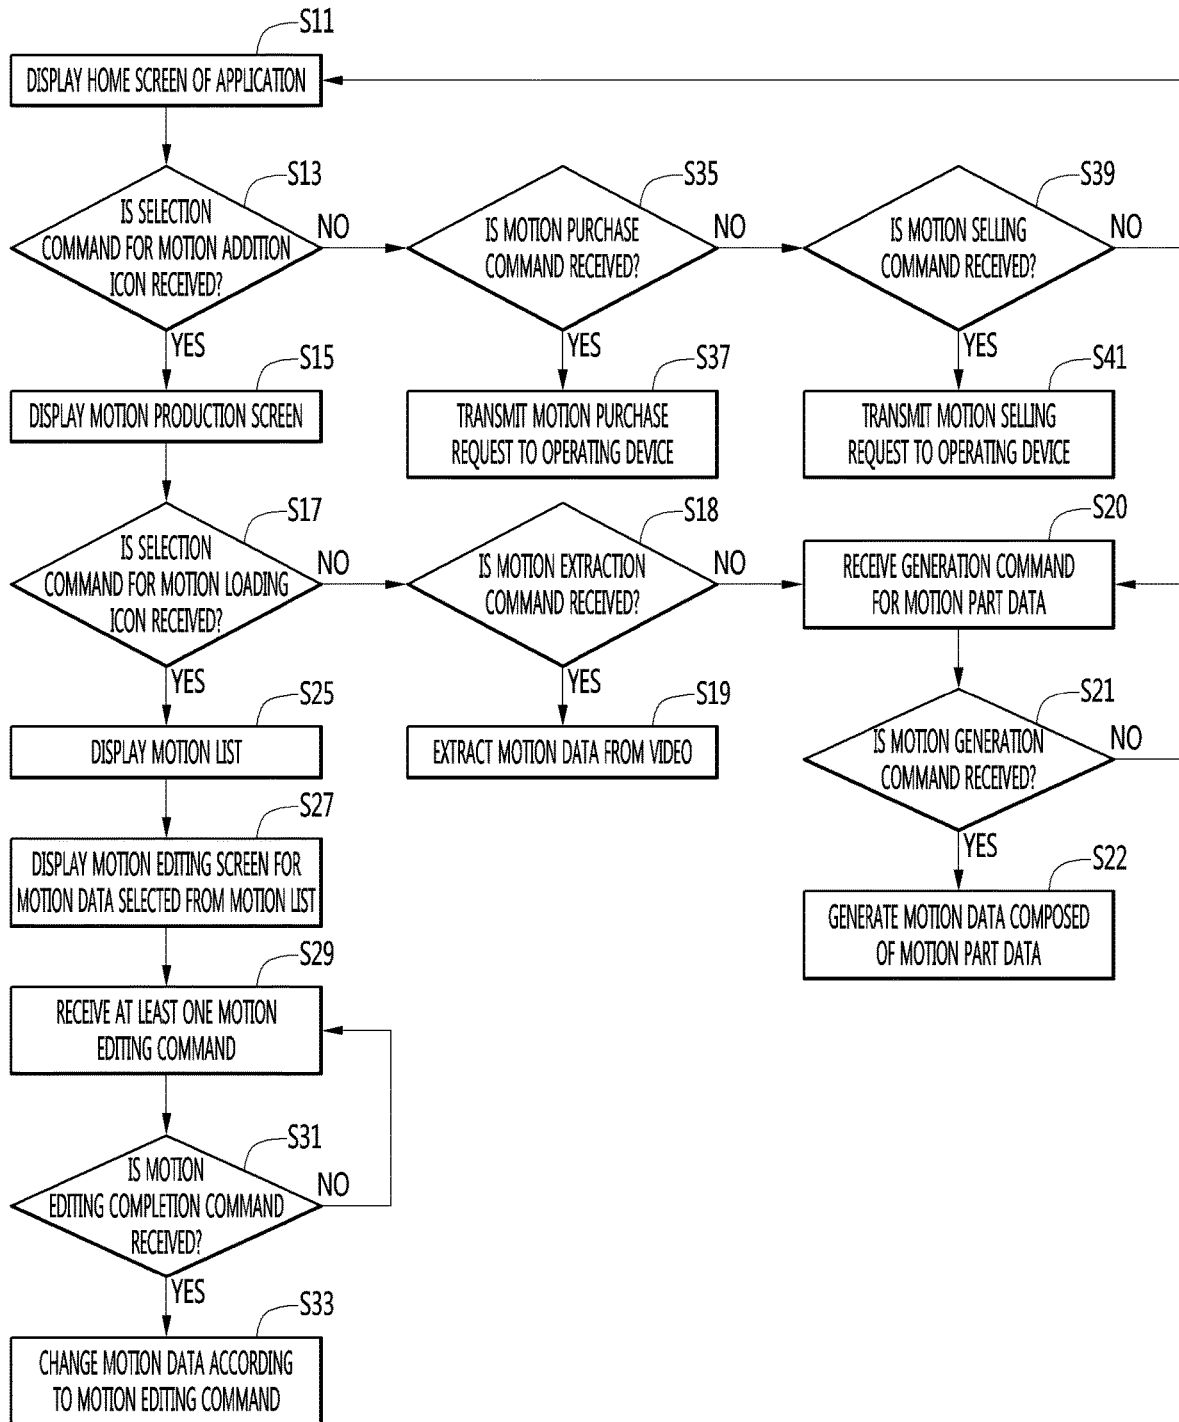 S11
DISPLAY HOME SCREEN OF APPLICATION
S13
IS SELECTION
COMMAND FOR MOTION ADDITION
ICON RECEIVED?
NO
YES
S35
IS MOTION PURCHASE
COMMAND RECEIVED?
NO
YES
S39
IS MOTION SELLING
COMMAND RECEIVED?
NO
YES
S15
DISPLAY MOTION PRODUCTION SCREEN
S37
TRANSMIT MOTION PURCHASE
REQUEST TO OPERATING DEVICE
S41
TRANSMIT MOTION SELLING
REQUEST TO OPERATING DEVICE
S17
IS SELECTION
COMMAND FOR MOTION LOADING
ICON RECEIVED?
NO
YES
S18
IS MOTION EXTRACTION
COMMAND RECEIVED?
NO
YES
S20
RECEIVE GENERATION COMMAND
FOR MOTION PART DATA
S25
DISPLAY MOTION LIST
S19
EXTRACT MOTION DATA FROM VIDEO
S21
IS MOTION GENERATION
COMMAND RECEIVED?
NO
YES
S27
DISPLAY MOTION EDITING SCREEN FOR
MOTION DATA SELECTED FROM MOTION LIST
S22
GENERATE MOTION DATA COMPOSED
OF MOTION PART DATA
S29
RECEIVE AT LEAST ONE MOTION
EDITING COMMAND
S31
IS MOTION
EDITING COMPLETION COMMAND
RECEIVED?
NO
YES
S33
CHANGE MOTION DATA ACCORDING
TO MOTION EDITING COMMAND